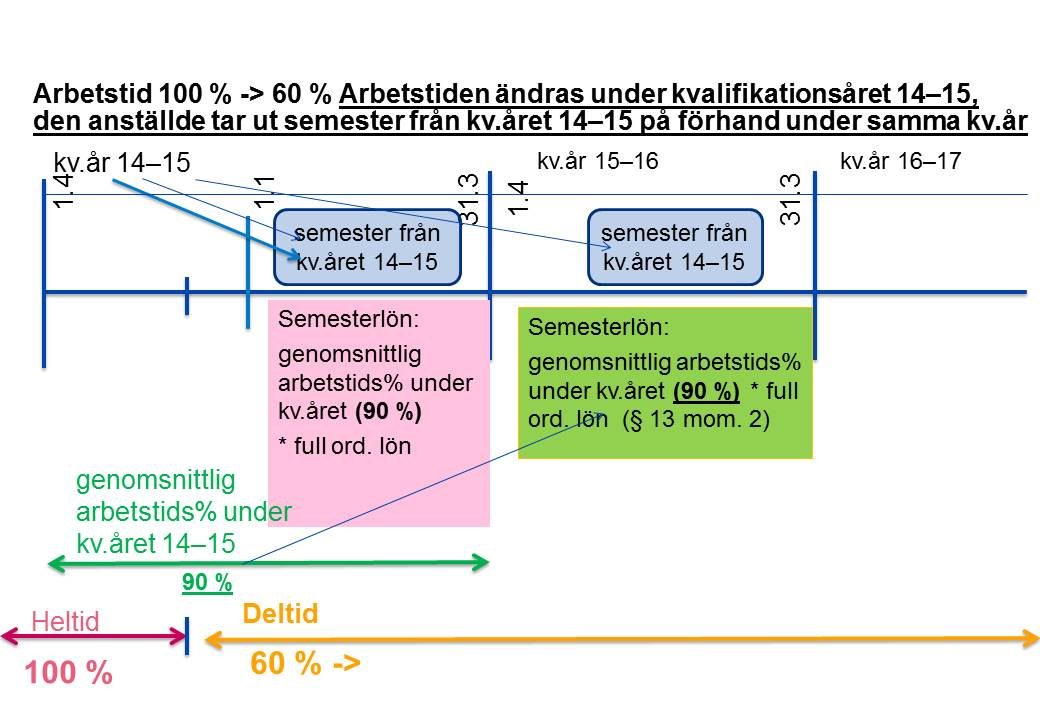 Arbetstid 100 % -> 60 % Arbetstiden ändras under kvalifikationsåret 14–15,
den anställde tar ut semester från kv.året 14–15 på förhand under samma kv.år
kv.år 14–15
kv.år 15–16
kv.år 16–17
1.4
1.1
31.3
1.4
31.3
semester från
kv.året 14–15
semester från
kv.året 14–15
Semesterlön:
genomsnittlig
arbetstids% under
kv.året (90 %)
* full ord. lön
Semesterlön:
genomsnittlig arbetstids%
under kv.året (90 %) * full
ord. lön (§ 13 mom. 2)
genomsnittlig
arbetstids% under
kv.året 14–15
90 %
Heltid
100 %
Deltid
60 % ->